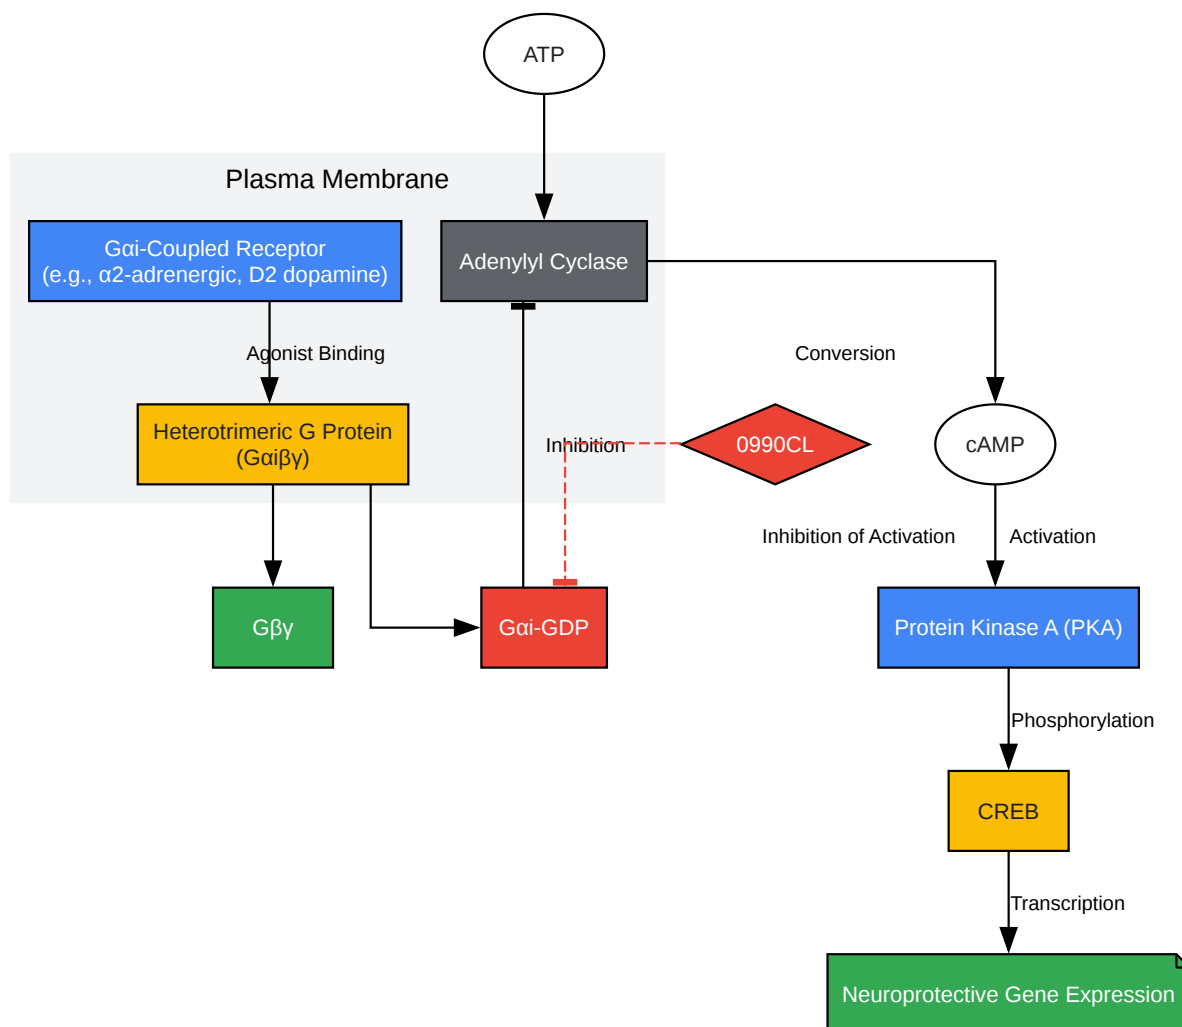 ATP
Plasma Membrane
Gαi-Coupled Receptor
(e.g., α2-adrenergic, D2 dopamine)
Adenylyl Cyclase
Agonist Binding
Conversion
Heterotrimeric G Protein
(Gαiβγ)
Inhibition
0990CL
cAMP
Inhibition of Activation
Activation
Gβγ
Gαi-GDP
Protein Kinase A (PKA)
Phosphorylation
CREB
Transcription
Neuroprotective Gene Expression